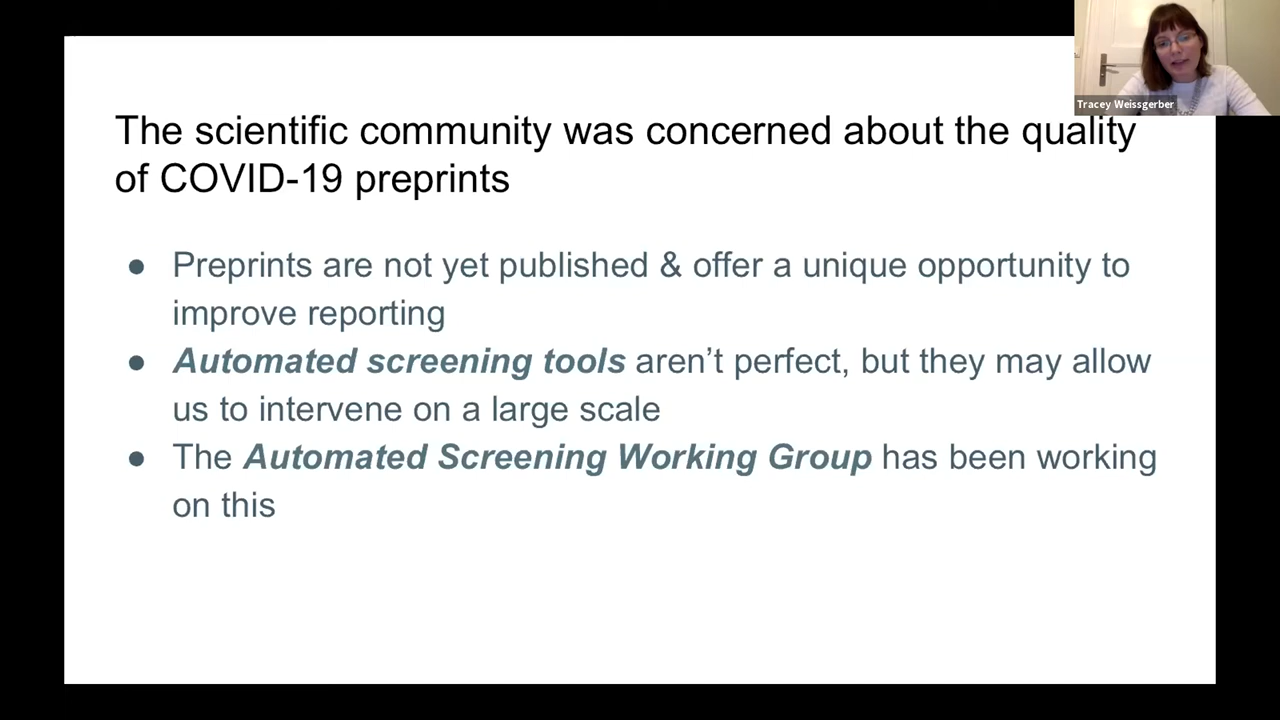 Tracey Weissgerber
The scientific community was concerned about the quality
of COVID-19 preprints
● Preprints are not yet published & offer a unique opportunity to
improve reporting
● Automated screening tools aren’t perfect, but they may allow
us to intervene on a large scale
● The Automated Screening Working Group has been working
on this